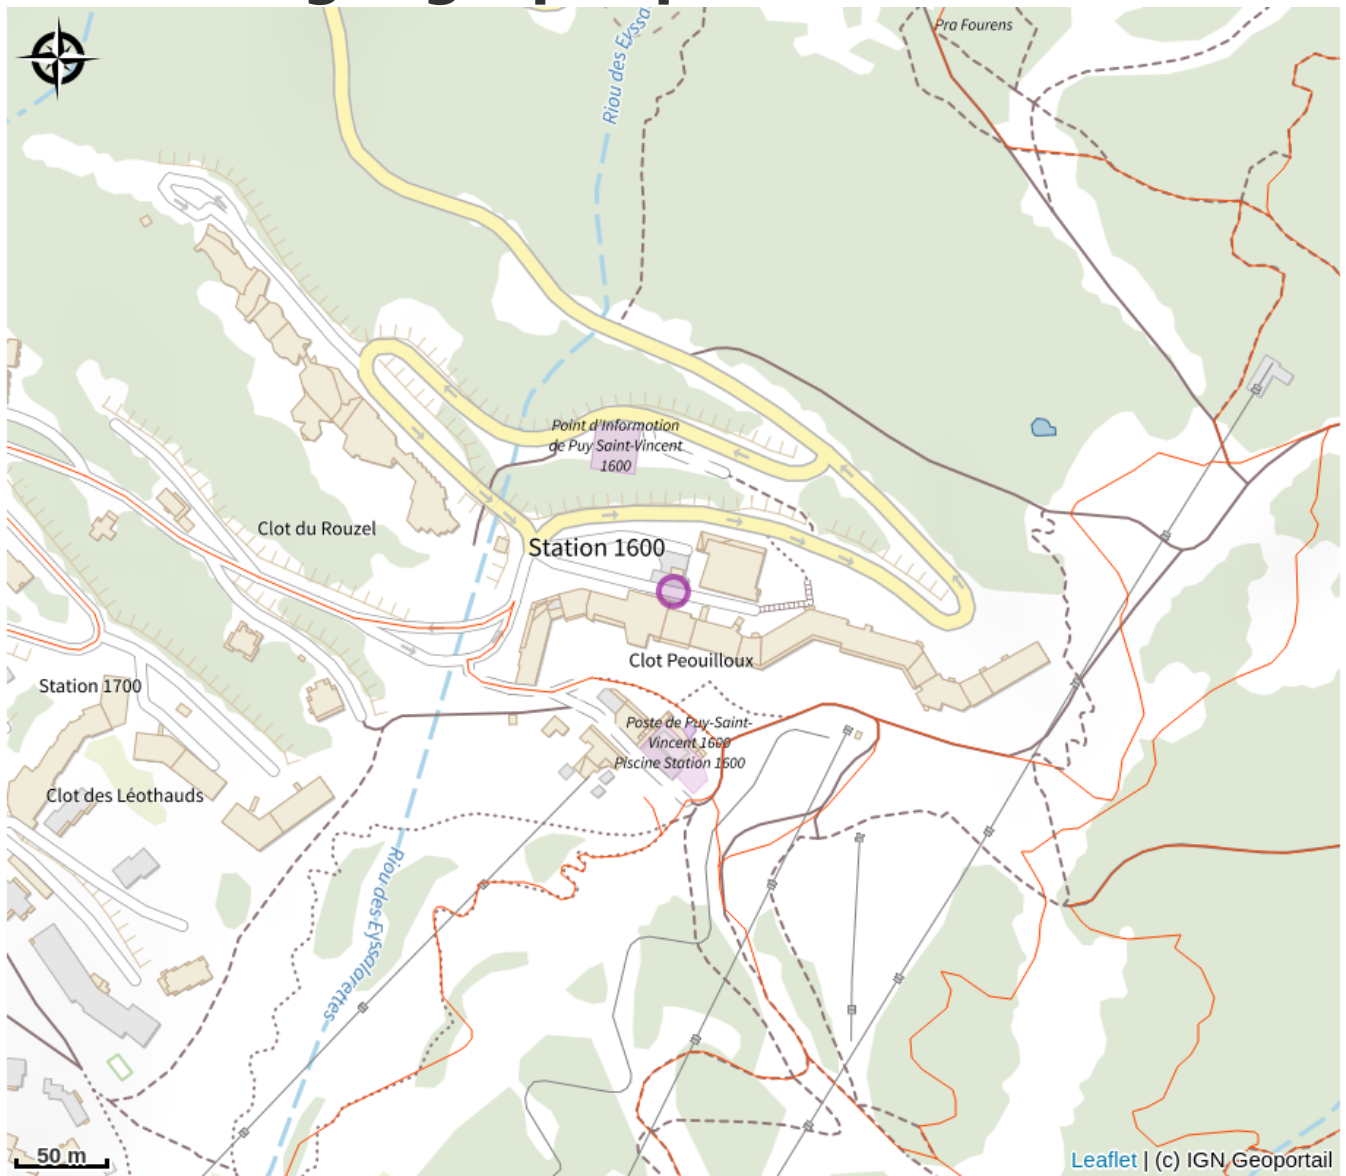 Pra Fourens
Riou des Eyssa
Point d'Information
de Puy Saint-Vincent
1600
Clot du Rouzel
Station 1600
Clot Peouilloux
Station 1700
Poste de Puy-Saint-
Vincent 1600
Piscine Station 1600
Clot des Léothauds
Riou des Eyssalarettes
50 m
Leaflet | (c) IGN Geoportail